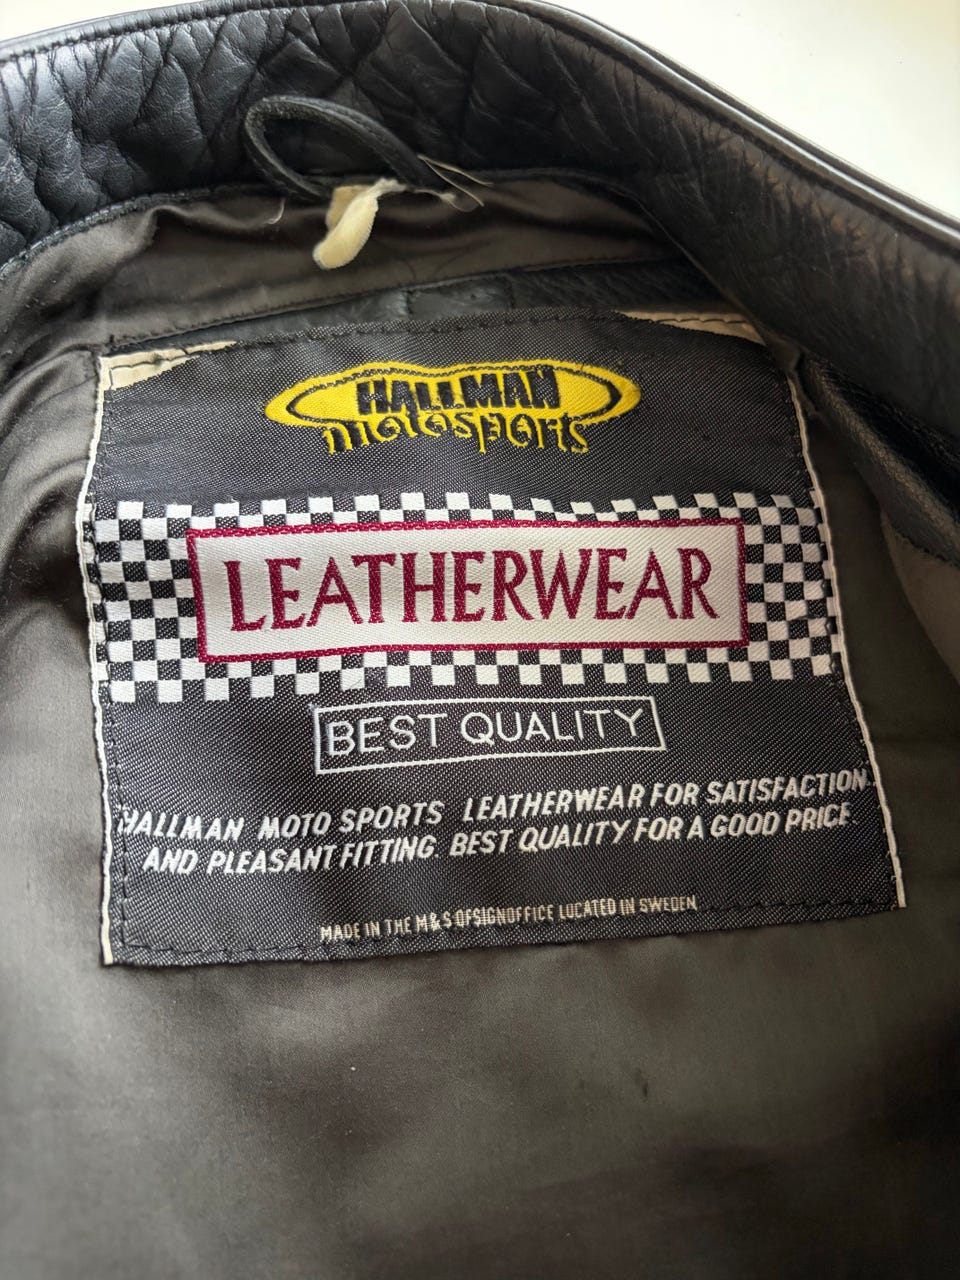 HALLMAN
motosports
LEATHERWEAR
BEST QUALITY
HALLMAN MOTO SPORTS LEATHERWEAR FOR SATISFACTION
AND PLEASANT FITTING. BEST QUALITY FOR A GOOD PRICE.
MADE IN THE M&S DESIGNOFFICE LOCATED IN SWEDEN